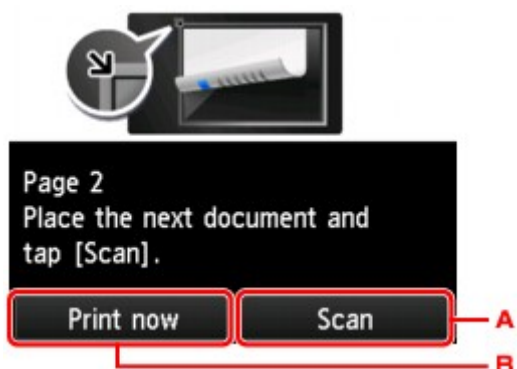 Page 2
Place the next document and
tap [Scan].
Print now
Scan
A
B